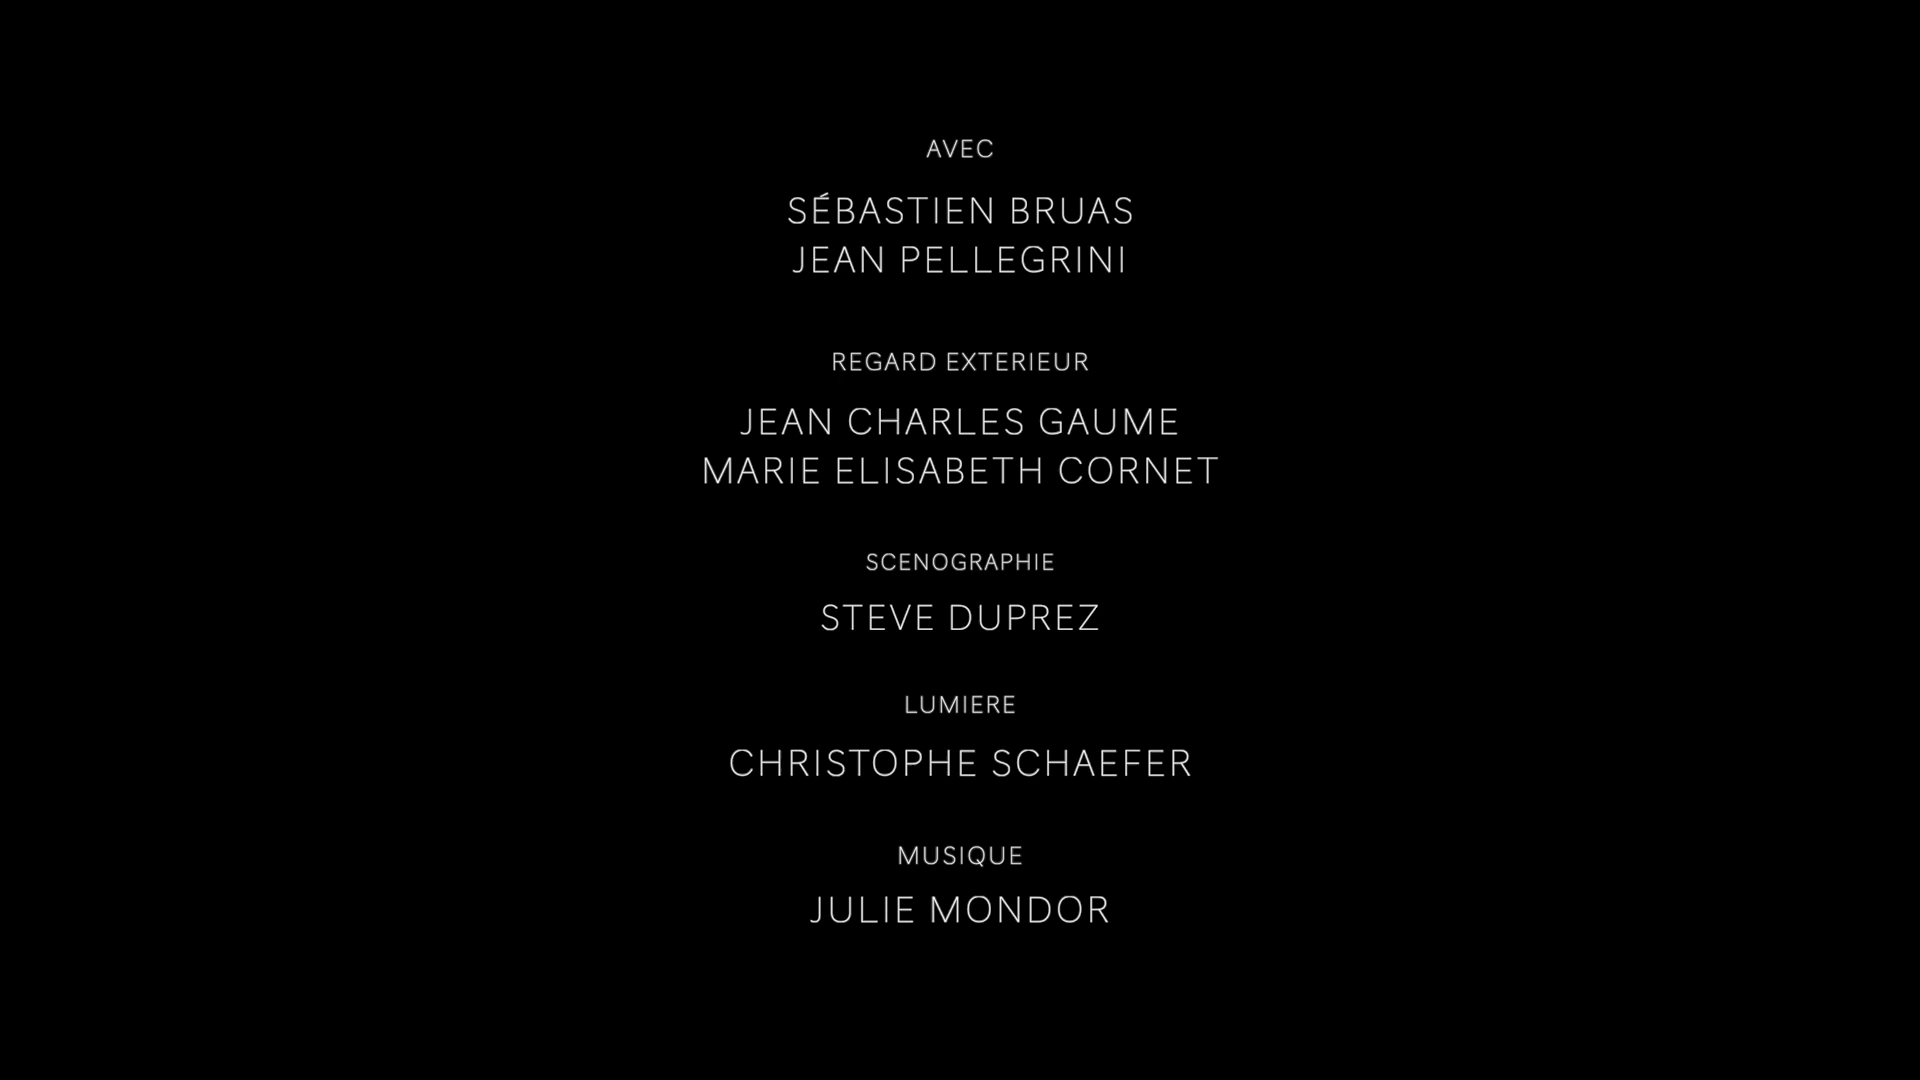 AVEC
SÉBASTIEN BRUAS
JEAN PELLEGRINI
REGARD EXTERIEUR
JEAN CHARLES GAUME
MARIE ELISABETH CORNET
SCENOGRAPHIE
STEVE DUPREZ
LUMIERE
CHRISTOPHE SCHAEFER
MUSIQUE
JULIE MONDOR